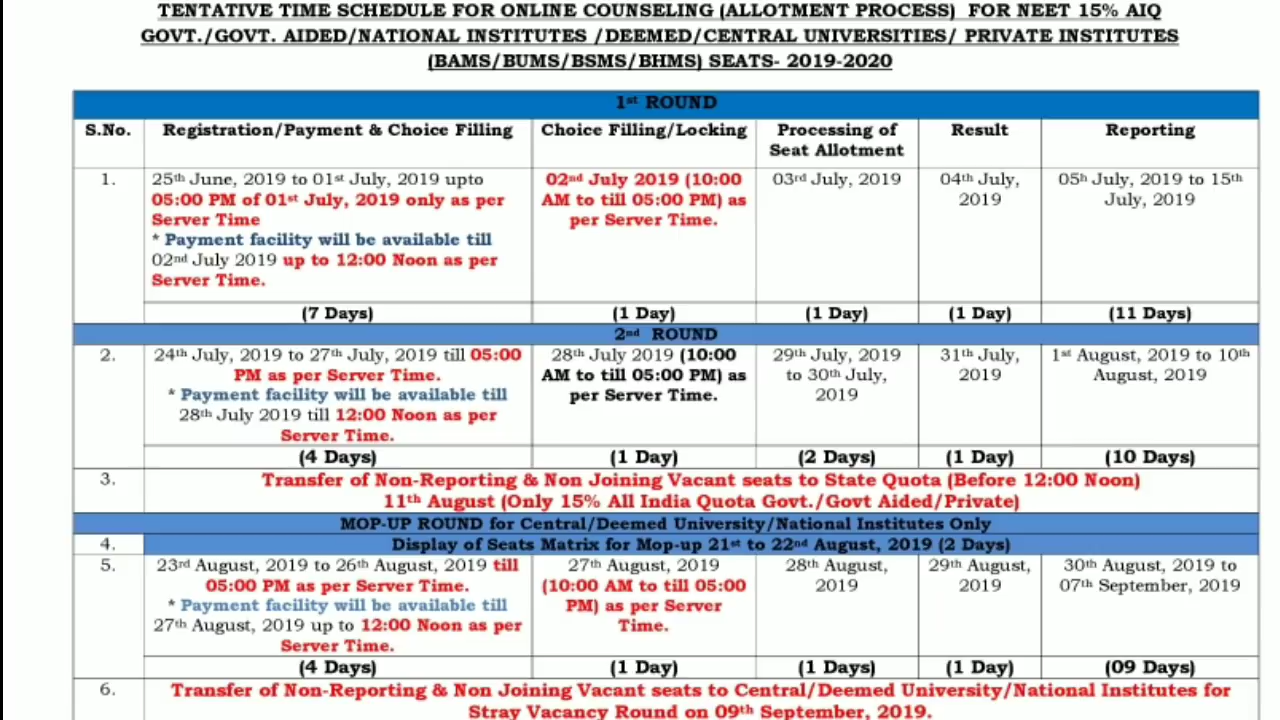 TENTATIVE TIME SCHEDULE FOR ONLINE COUNSELING (ALLOTMENT PROCESS) FOR NEET 15% AIQ
GOVT./GOVT. AIDED/NATIONAL INSTITUTES /DEEMED/CENTRAL UNIVERSITIES/ PRIVATE INSTITUTES
(BAMS/BUMS/BSMS/BHMS) SEATS- 2019-2020
1st ROUND
S.No.
Registration/Payment & Choice Filling
Choice Filling/Locking
Processing of
Seat Allotment
Result
Reporting
1.
25th June, 2019 to 01st July, 2019 upto
05:00 PM of 01st July, 2019 only as per
Server Time
* Payment facility will be available till
02nd July 2019 up to 12:00 Noon as per
Server Time.
02nd July 2019 (10:00
AM to till 05:00 PM) as
per Server Time.
03rd July, 2019
04th July,
2019
05h July, 2019 to 15th
July, 2019
(7 Days)
(1 Day)
(1 Day)
(1 Day)
(11 Days)
2nd ROUND
2.
24th July, 2019 to 27th July, 2019 till 05:00
PM as per Server Time.
* Payment facility will be available till
28th July 2019 till 12:00 Noon as per
Server Time.
28th July 2019 (10:00
AM to till 05:00 PM) as
per Server Time.
29th July, 2019
to 30th July,
2019
31th July,
2019
1st August, 2019 to 10th
August, 2019
(4 Days)
(1 Day)
(2 Days)
(1 Day)
(10 Days)
3.
Transfer of Non-Reporting & Non Joining Vacant seats to State Quota (Before 12:00 Noon)
11th August (Only 15% All India Quota Govt./Govt Aided/Private)
MOP-UP ROUND for Central/Deemed University/National Institutes Only
4.
Display of Seats Matrix for Mop-up 21st to 22nd August, 2019 (2 Days)
5.
23rd August, 2019 to 26th August, 2019 till
05:00 PM as per Server Time.
* Payment facility will be available till
27th August, 2019 up to 12:00 Noon as per
Server Time.
27th August, 2019
(10:00 AM to till 05:00
PM) as per Server
Time.
28th August,
2019
29th August,
2019
30th August, 2019 to
07th September, 2019
(4 Days)
(1 Day)
(1 Days)
(1 Day)
(09 Days)
6.
Transfer of Non-Reporting & Non Joining Vacant seats to Central/Deemed University/National Institutes for
Stray Vacancy Round on 09th September, 2019.